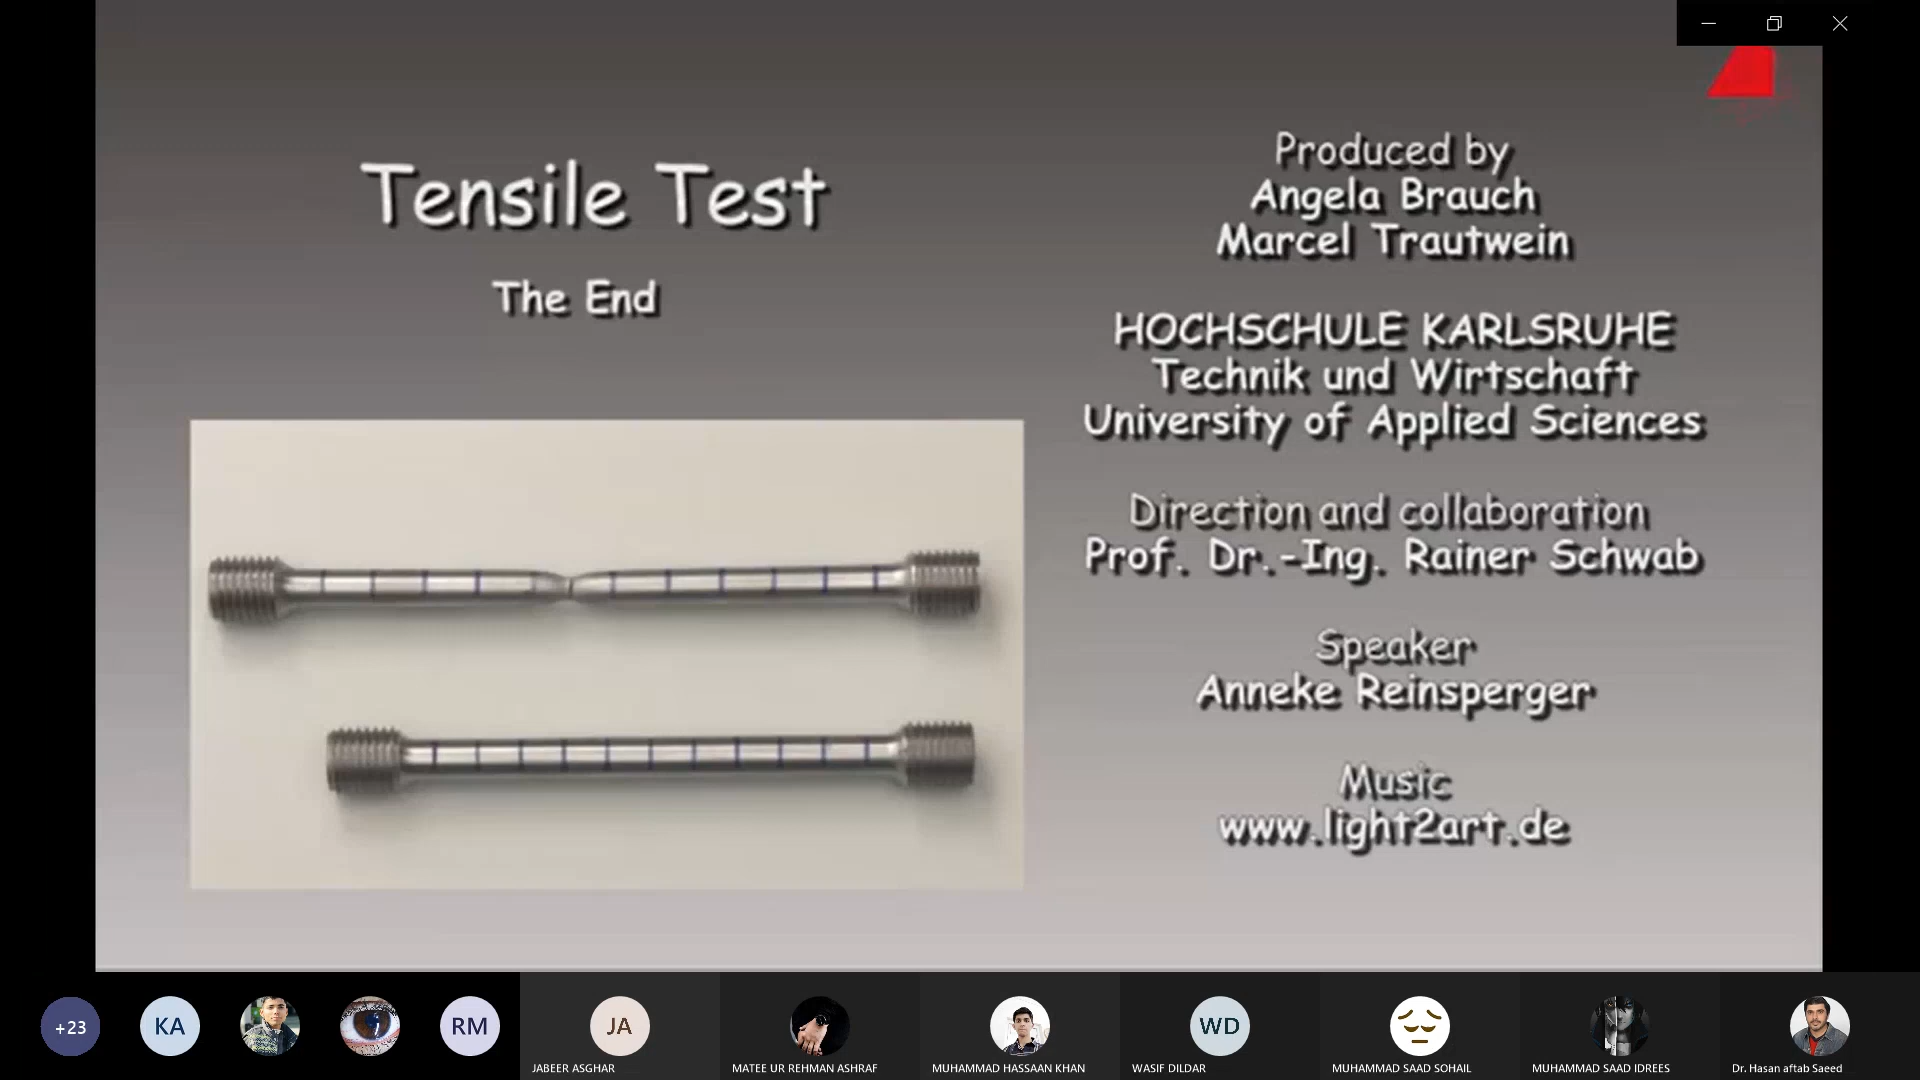 Tensile Test
The End
Produced by
Angela Brauch
Marcel Trautwein
HOCHSCHULE KARLSRUHE
Technik und Wirtschaft
University of Applied Sciences
Direction and collaboration
Prof. Dr.-Ing. Rainer Schwab
Speaker
Anneke Reinsperger
Music
www.light2art.de
+23
KA
RM
JA
WD
JABEER ASGHAR
MATEE UR REHMAN ASHRAF
MUHAMMAD HASSAAN KHAN
WASIF DILDAR
MUHAMMAD SAAD SOHAIL
MUHAMMAD SAAD IDREES
Dr. Hasan aftab Saeed